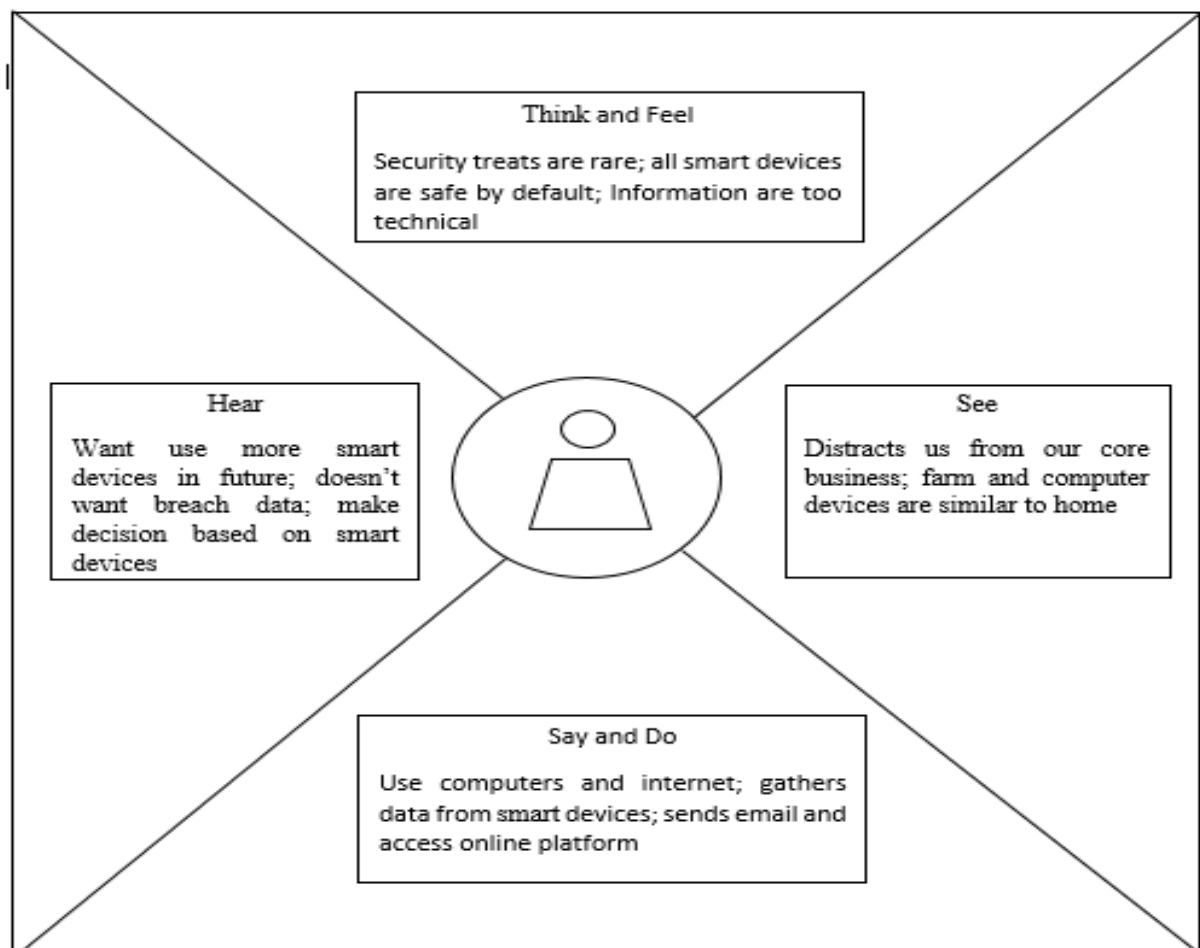 Think and Feel
Security treats are rare; all smart devices
are safe by default; Information are too
technical
Hear
Want use more smart
devices in future; doesn't
want breach data; make
decision based on smart
devices
See
Distracts us from our core
business; farm and computer
devices are similar to home
Say and Do
Use computers and internet; gathers
data from smart devices; sends email and
access online platform